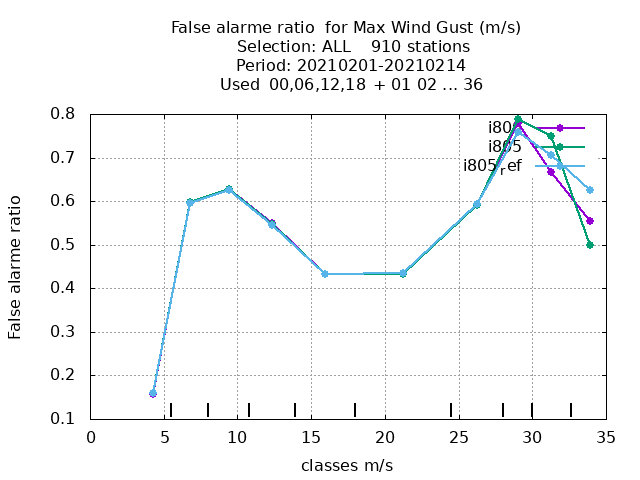 False alarme ratio  for Max Wind Gust (m/s)
Selection: ALL    910 stations
Period: 20210201-20210214
Used  00,06,12,18  + 01 02 ... 36
i805
i805_ref
False alarme ratio
0.8
0.7
0.6
0.5
0.4
0.3
0.2
0.1
0 5 10 15 20 25 30 35
classes m/s